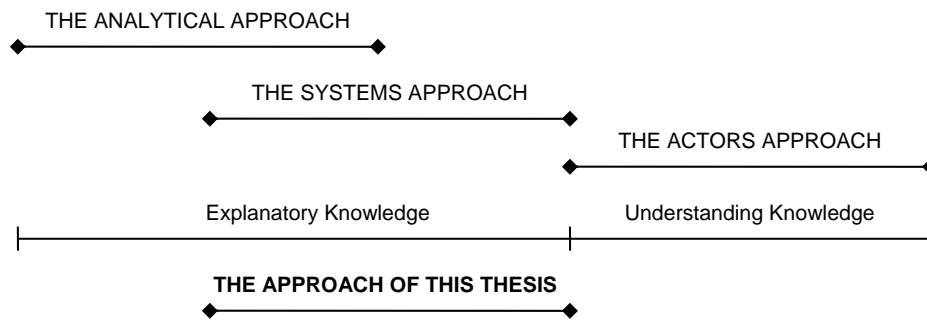 THE ANALYTICAL APPROACH
THE SYSTEMS APPROACH
THE ACTORS APPROACH
Explanatory Knowledge
Understanding Knowledge
THE APPROACH OF THIS THESIS